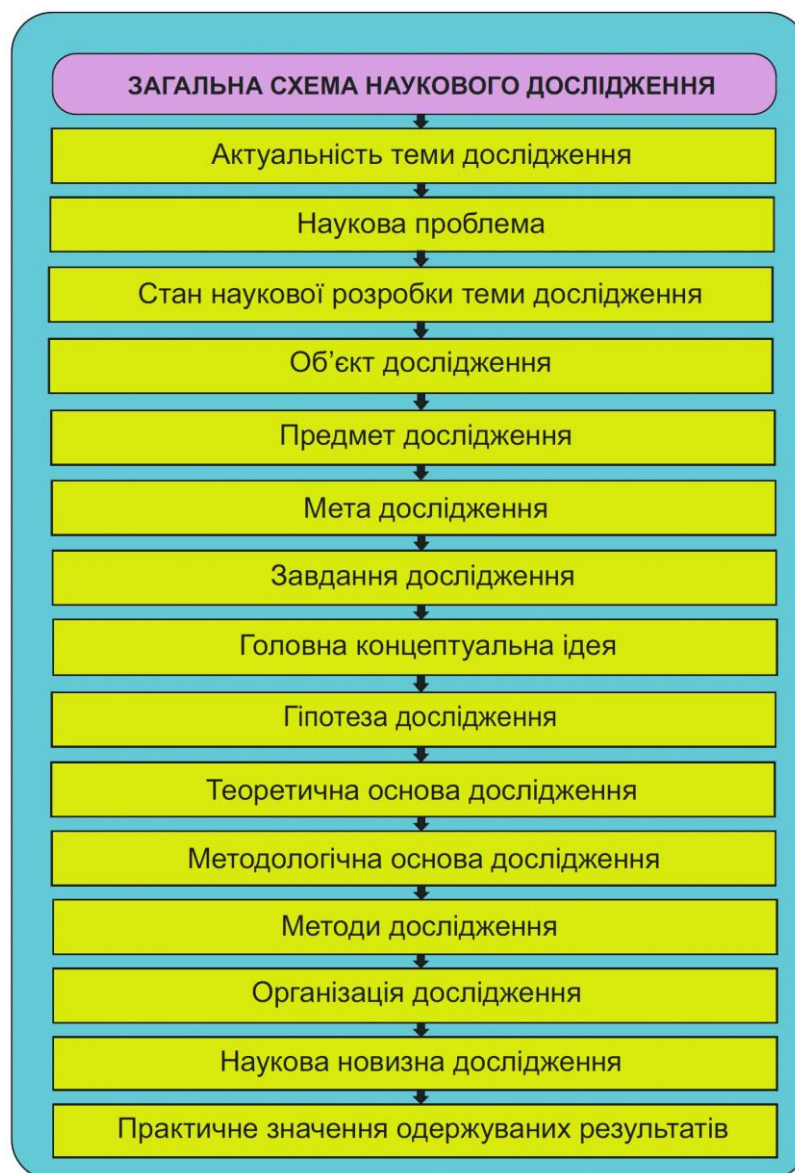 ЗАГАЛЬНА СХЕМА НАУКОВОГО ДОСЛІДЖЕННЯ
Актуальність теми дослідження
Наукова проблема
Стан наукової розробки теми дослідження
Об’єкт дослідження
Предмет дослідження
Мета дослідження
Завдання дослідження
Головна концептуальна ідея
Гіпотеза дослідження
Теоретична основа дослідження
Методологічна основа дослідження
Методи дослідження
Організація дослідження
Наукова новизна дослідження
Практичне значення одержуваних результатів